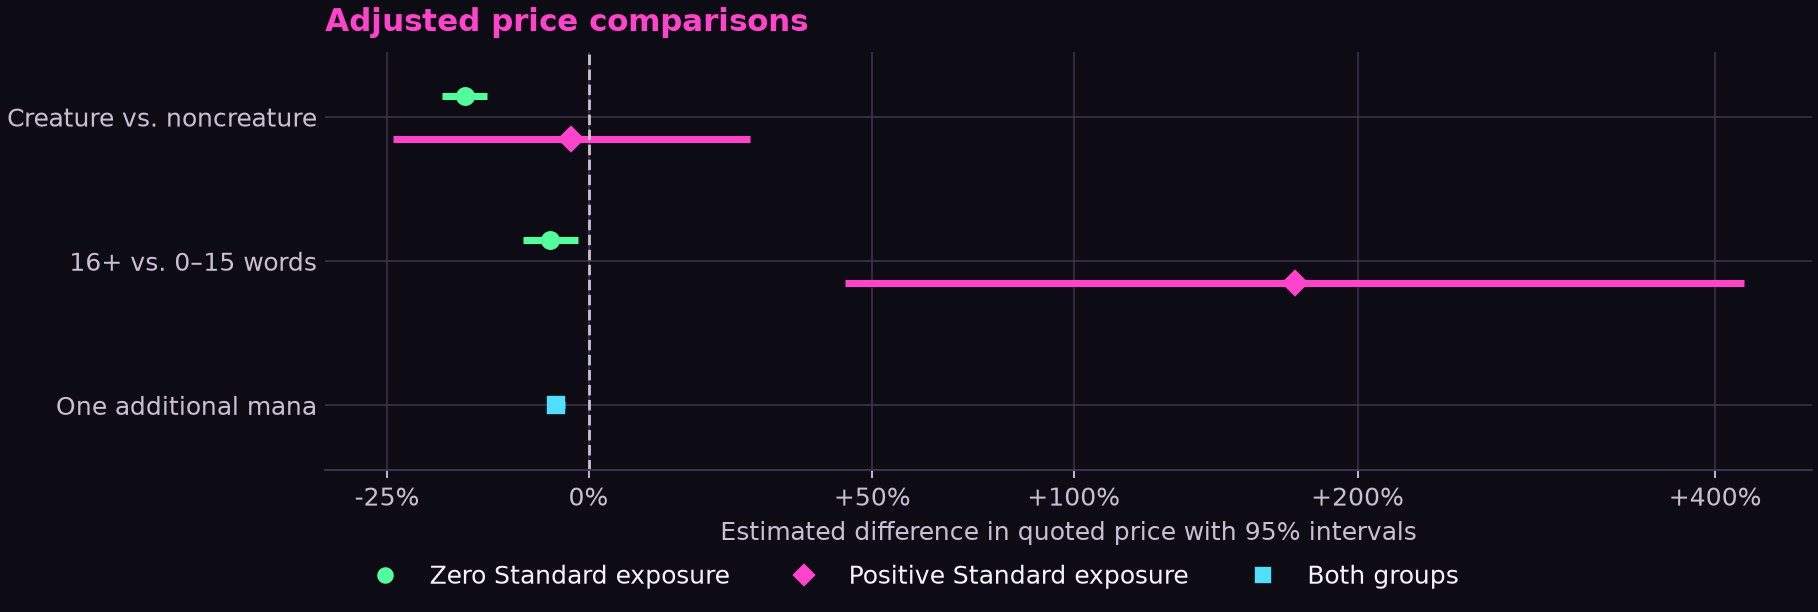 Adjusted price comparisons
Creature vs. noncreature
16+ vs. 0–15 words
One additional mana
-25%
0%
+50%
+100%
+200%
+400%
Estimated difference in quoted price with 95% intervals
Zero Standard exposure
Positive Standard exposure
Both groups